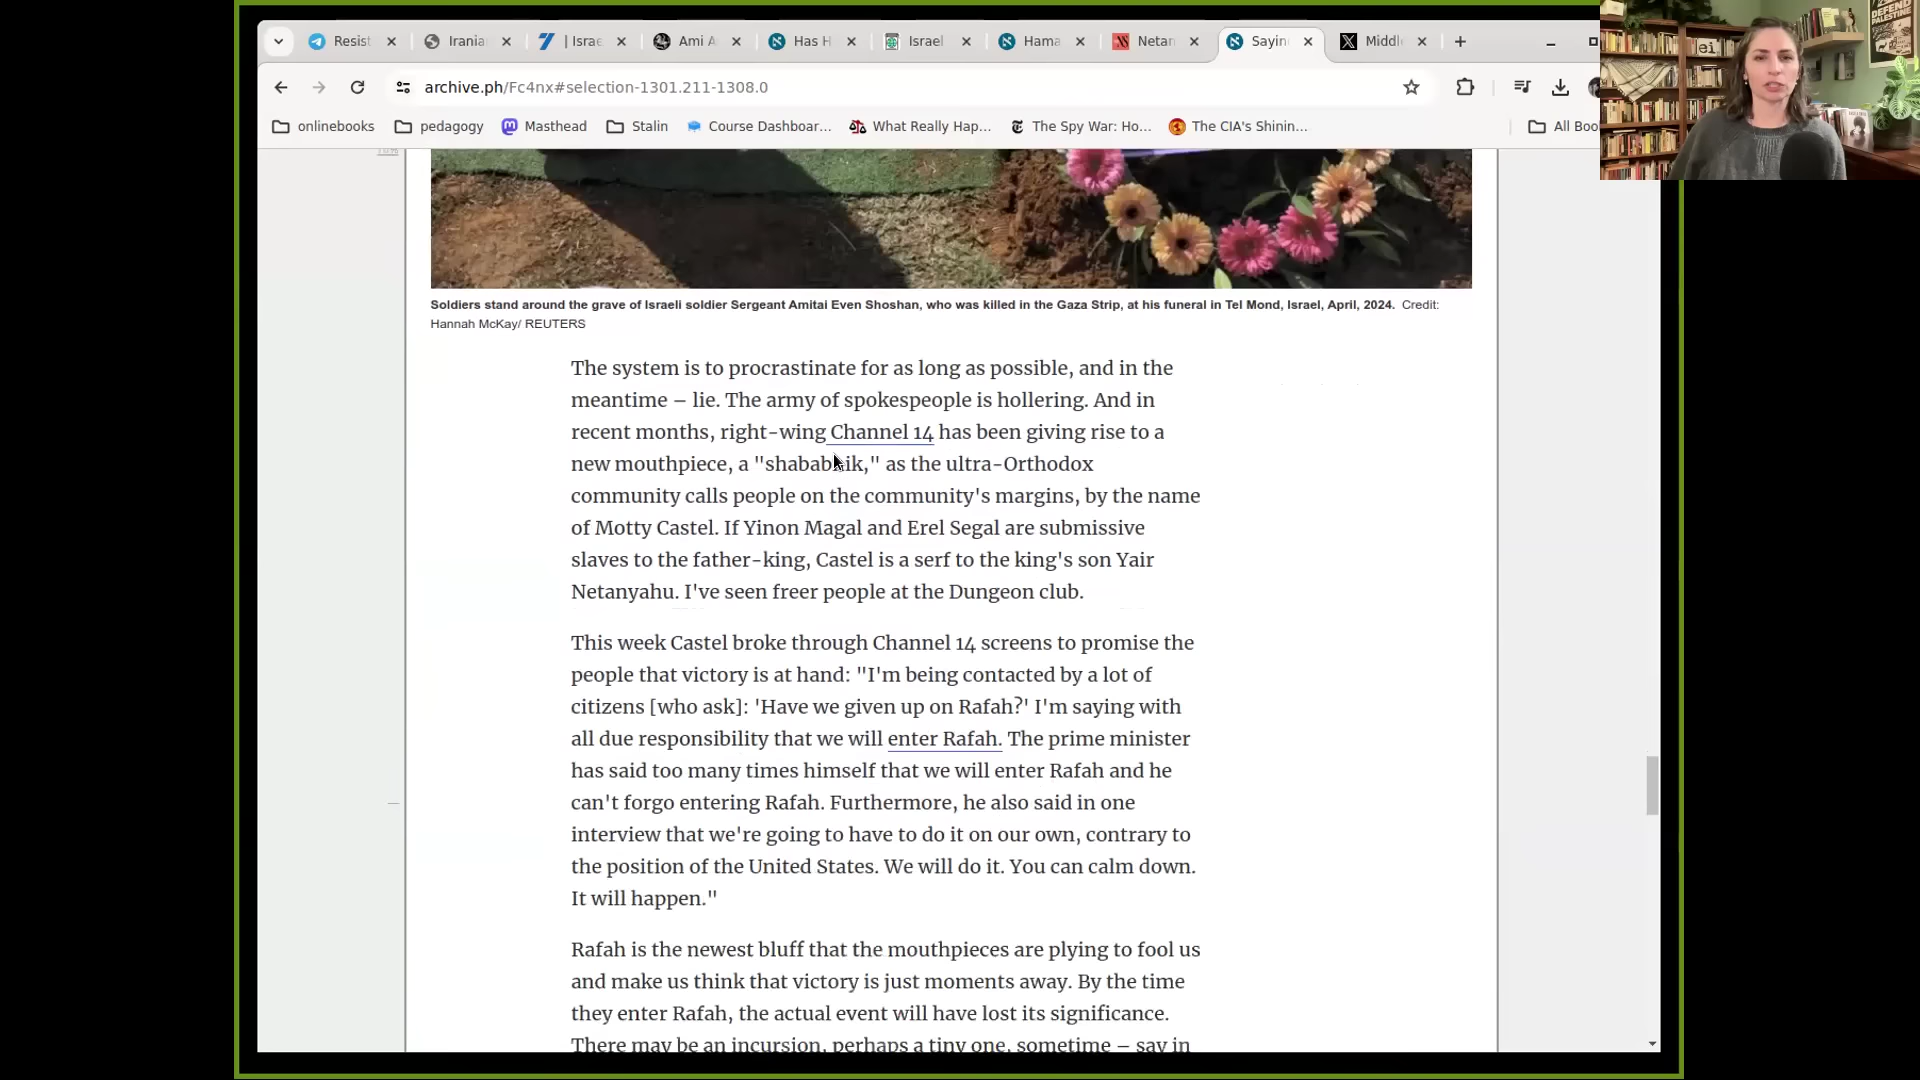 Resist
Iranian
| Israe
Ami A
Has H
Israel
Hama
Netan
Sayin
Middl
archive.ph/Fc4nx#selection-1301.211-1308.0
onlinebooks
pedagogy
Masthead
Stalin
Course Dashboar...
What Really Hap...
The Spy War: Ho...
The CIA's Shinin...
All Boo
DEFEND
PALESTINE
ei
Soldiers stand around the grave of Israeli soldier Sergeant Amitai Even Shoshan, who was killed in the Gaza Strip, at his funeral in Tel Mond, Israel, April, 2024. Credit:
Hannah McKay/ REUTERS
The system is to procrastinate for as long as possible, and in the
meantime – lie. The army of spokespeople is hollering. And in
recent months, right-wing Channel 14 has been giving rise to a
new mouthpiece, a "shababnik," as the ultra-Orthodox
community calls people on the community's margins, by the name
of Motty Castel. If Yinon Magal and Erel Segal are submissive
slaves to the father-king, Castel is a serf to the king's son Yair
Netanyahu. I've seen freer people at the Dungeon club.
This week Castel broke through Channel 14 screens to promise the
people that victory is at hand: "I'm being contacted by a lot of
citizens [who ask]: 'Have we given up on Rafah?' I'm saying with
all due responsibility that we will enter Rafah. The prime minister
has said too many times himself that we will enter Rafah and he
can't forgo entering Rafah. Furthermore, he also said in one
interview that we're going to have to do it on our own, contrary to
the position of the United States. We will do it. You can calm down.
It will happen."
Rafah is the newest bluff that the mouthpieces are plying to fool us
and make us think that victory is just moments away. By the time
they enter Rafah, the actual event will have lost its significance.
There may be an incursion, perhaps a tiny one, sometime – say in